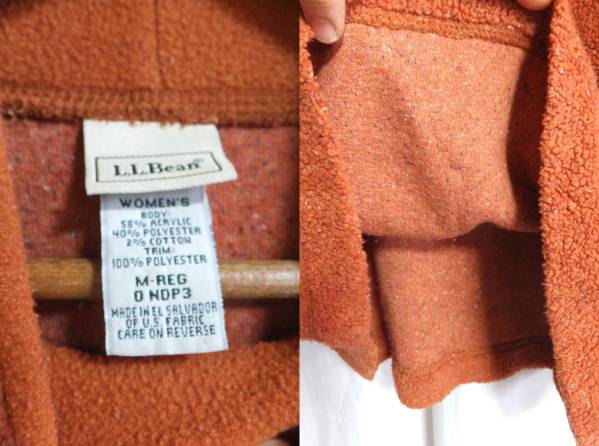 L.L.Bean®
WOMEN'S
BODY:
58% ACRYLIC
40% POLYESTER
2% COTTON
TRIM:
100% POLYESTER
M-REG
0 NDP3
MADE IN EL SALVADOR
OF U.S. FABRIC
CARE ON REVERSE